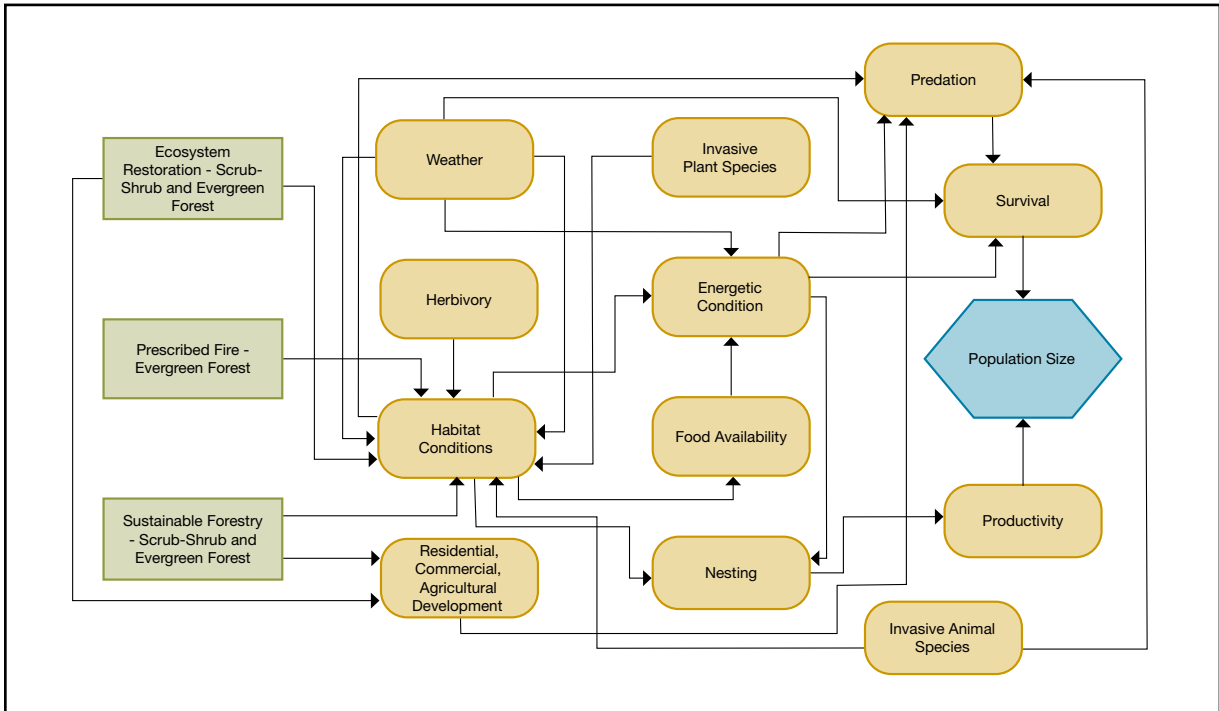 Predation
Ecosystem
Restoration - Scrub-
Shrub and Evergreen
Forest
Weather
Invasive
Plant Species
Survival
Herbivory
Energetic
Condition
Prescribed Fire -
Evergreen Forest
Population Size
Habitat
Conditions
Food Availability
Sustainable Forestry
- Scrub-Shrub and
Evergreen Forest
Productivity
Residential,
Commercial,
Agricultural
Development
Nesting
Invasive Animal
Species